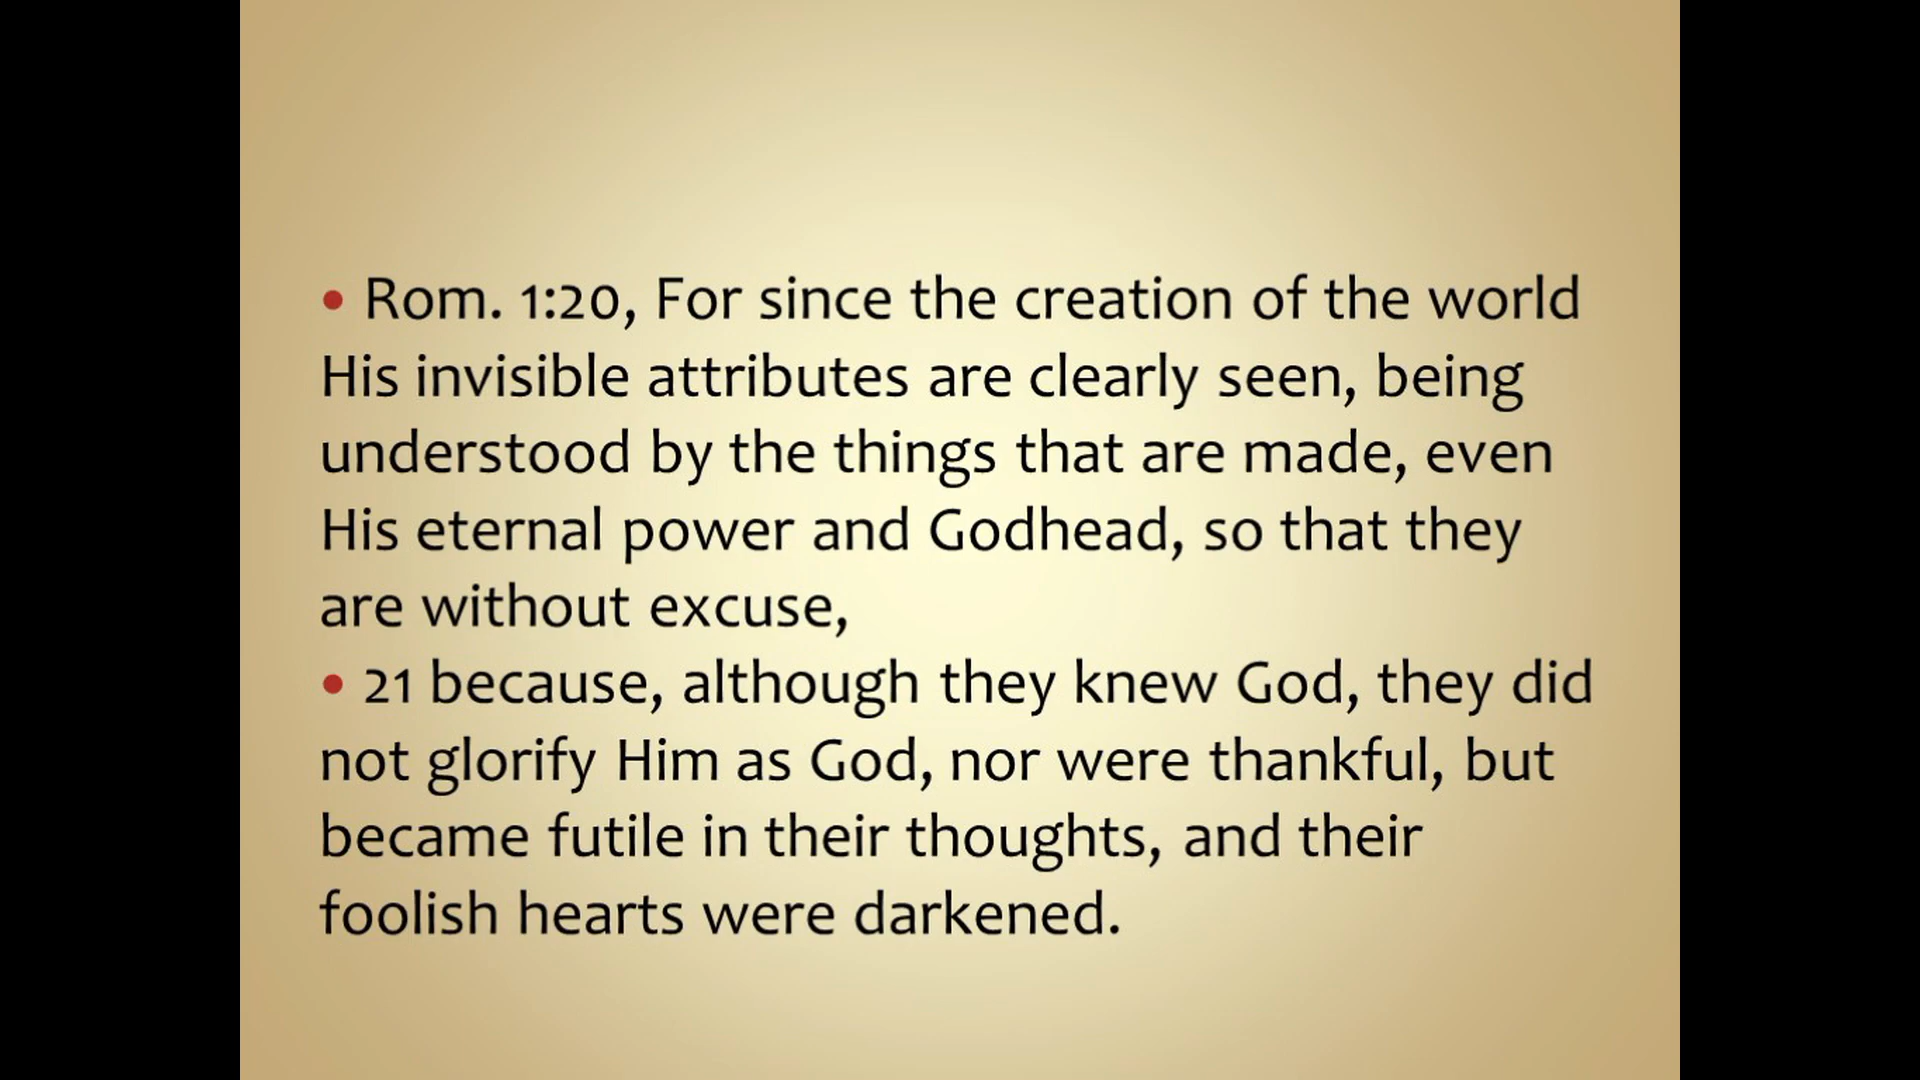 • Rom. 1:20, For since the creation of the world
His invisible attributes are clearly seen, being
understood by the things that are made, even
His eternal power and Godhead, so that they
are without excuse,
• 21 because, although they knew God, they did
not glorify Him as God, nor were thankful, but
became futile in their thoughts, and their
foolish hearts were darkened.